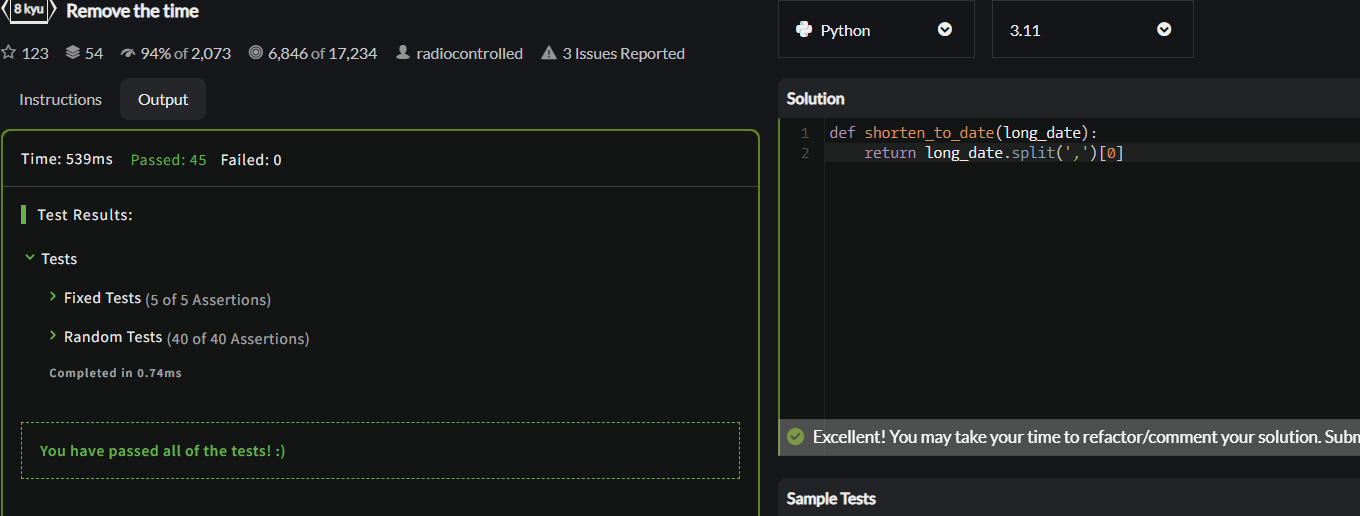 8 kyu Remove the time
123 54 94% of 2,073 6,846 of 17,234 radiocontrolled 3 Issues Reported
Instructions Output
Time: 539ms Passed: 45 Failed: 0
Test Results:
Tests
Fixed Tests (5 of 5 Assertions)
Random Tests (40 of 40 Assertions)
Completed in 0.74ms
You have passed all of the tests! :)
Python 3.11
Solution
1 def shorten_to_date(long_date):
2 return long_date.split(',')[0]
Excellent! You may take your time to refactor/comment your solution. Subm
Sample Tests